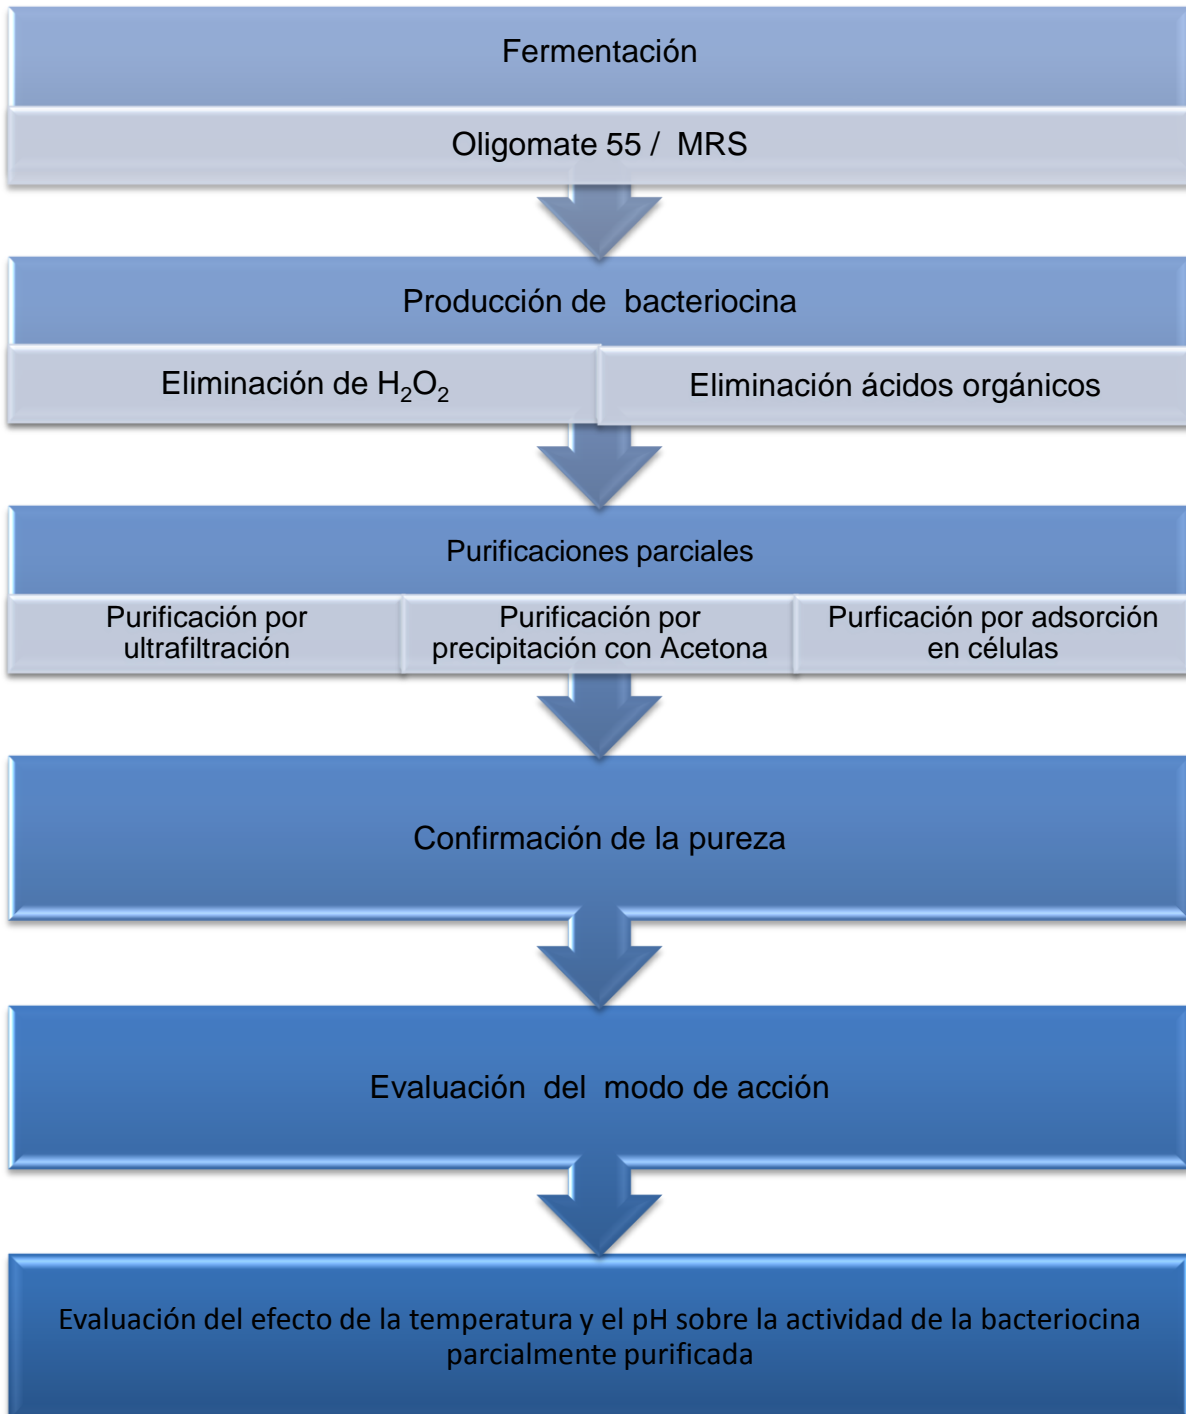 Fermentación
Oligomate 55 / MRS
Producción de bacteriocina
Eliminación de H₂O₂
Eliminación ácidos orgánicos
Purificaciones parciales
Purificación por
ultrafiltración
Purificación por
precipitación con Acetona
Purficación por adsorción
en células
Confirmación de la pureza
Evaluación del modo de acción
Evaluación del efecto de la temperatura y el pH sobre la actividad de la bacteriocina
parcialmente purificada